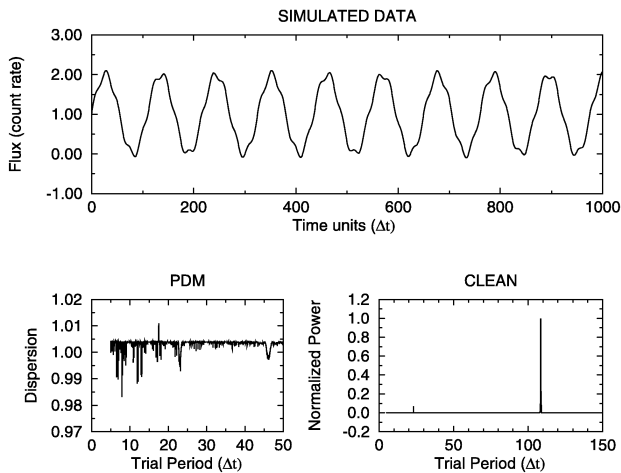 SIMULATED DATA
3.00
2.00
1.00
0.00
-1.00
Flux (count rate)
0 200 400 600 800 1000
Time units (Δt)
PDM
1.02
1.01
1.00
0.99
0.98
0.97
Dispersion
0 10 20 30 40 50
Trial Period (Δt)
CLEAN
1.2
1.0
0.8
0.6
0.4
0.2
0.0
-0.2
Normalized Power
0 50 100 150
Trial Period (Δt)